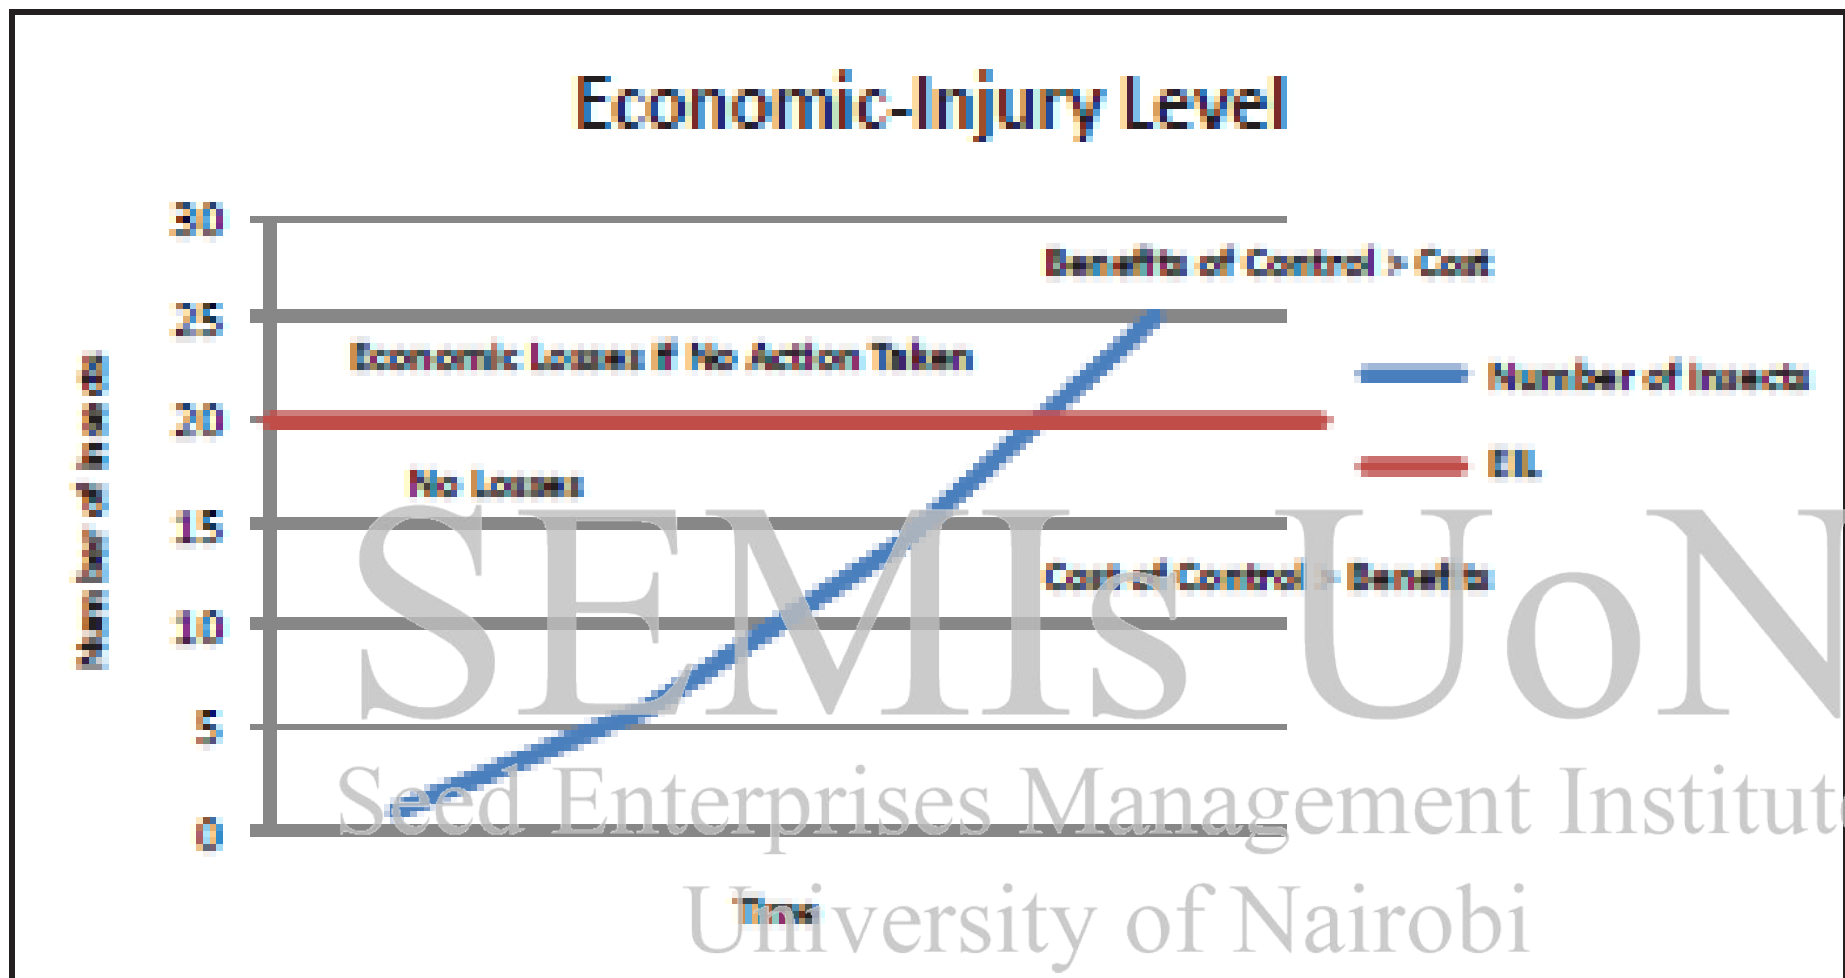 Economic-Injury Level
30
Benefits of Control > Cost
25
Economic Losses if No Action Taken
Number of Insects
20
EIL
No Losses
15
Cost of Control > Benefits
10
5
0
Number of Insects
Time
SEMIs UoN
Seed Enterprises Management Institute
University of Nairobi